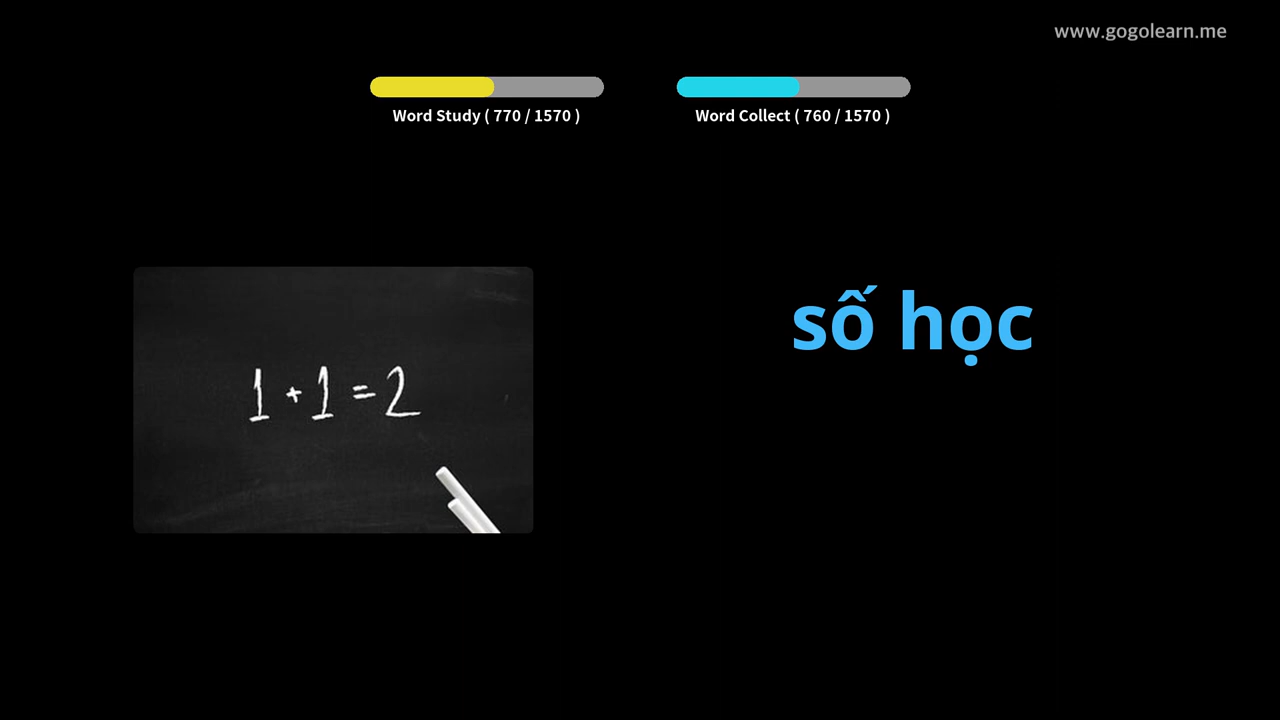 www.gogolearn.me
Word Study ( 770 / 1570 )
Word Collect ( 760 / 1570 )
số học
1 + 1 = 2